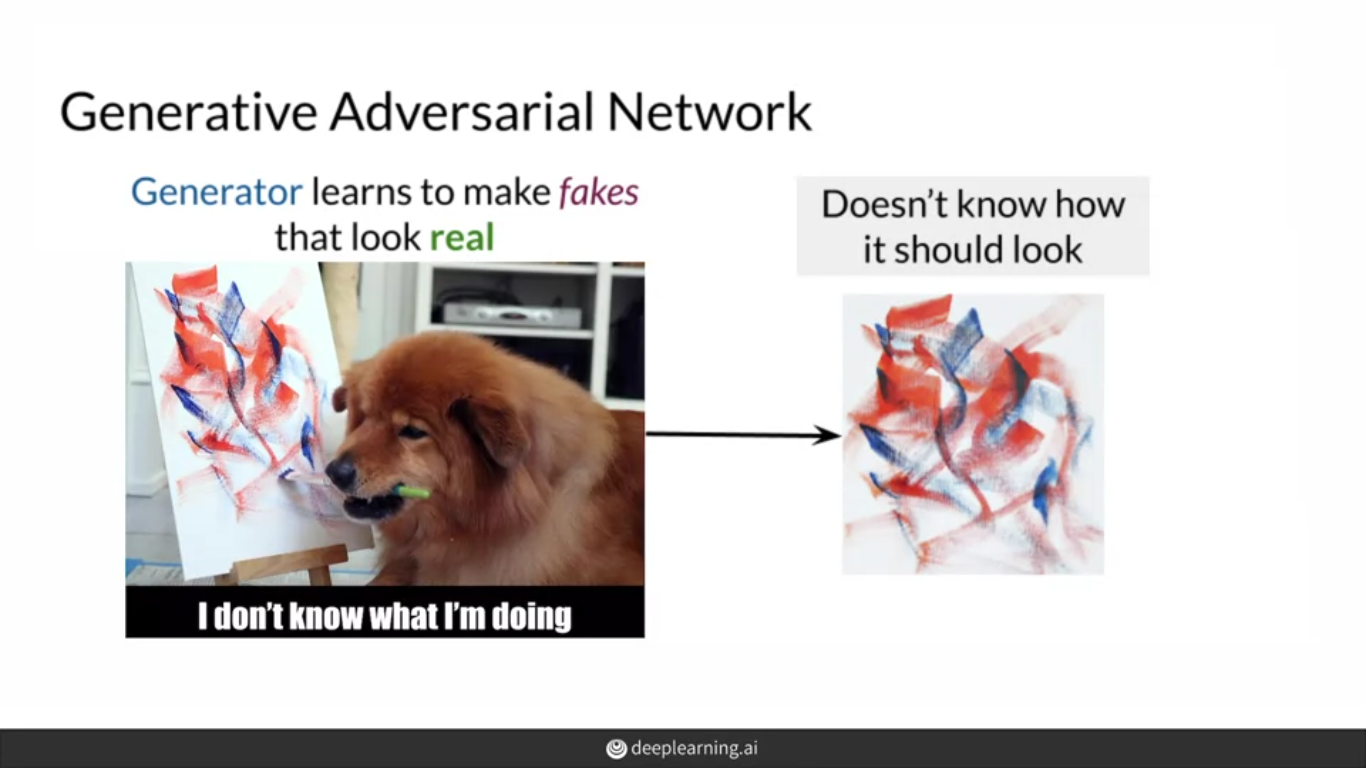 Generative Adversarial Network
Generator learns to make fakes
that look real
Doesn't know how
it should look
I don't know what I'm doing
deeplearning.ai